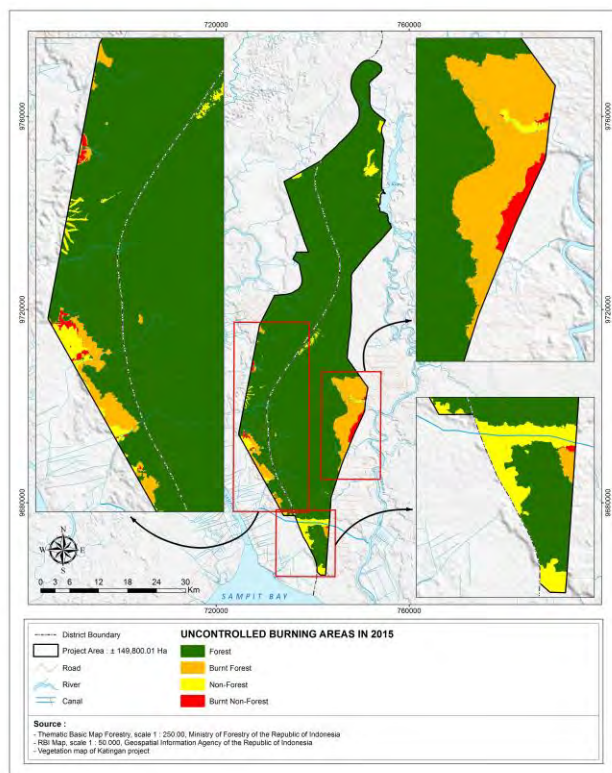 720000
760000
9760000
9760000
9720000
9720000
9680000
9680000
N
W
E
S
0 3 6 12 18 24 30
Km
SAMPIT BAY
720000
760000
District Boundary
Project Area : ± 149,800.01 Ha
Road
River
Canal
UNCONTROLLED BURNING AREAS IN 2015
Forest
Burnt Forest
Non-Forest
Burnt Non-Forest
Source :
- Thematic Basic Map Forestry, scale 1 : 250.00, Ministry of Forestry of the Republic of Indonesia
- RBI Map, scale 1 : 50.000, Geospatial Information Agency of the Republic of Indonesia
- Vegetation map of Katingan project